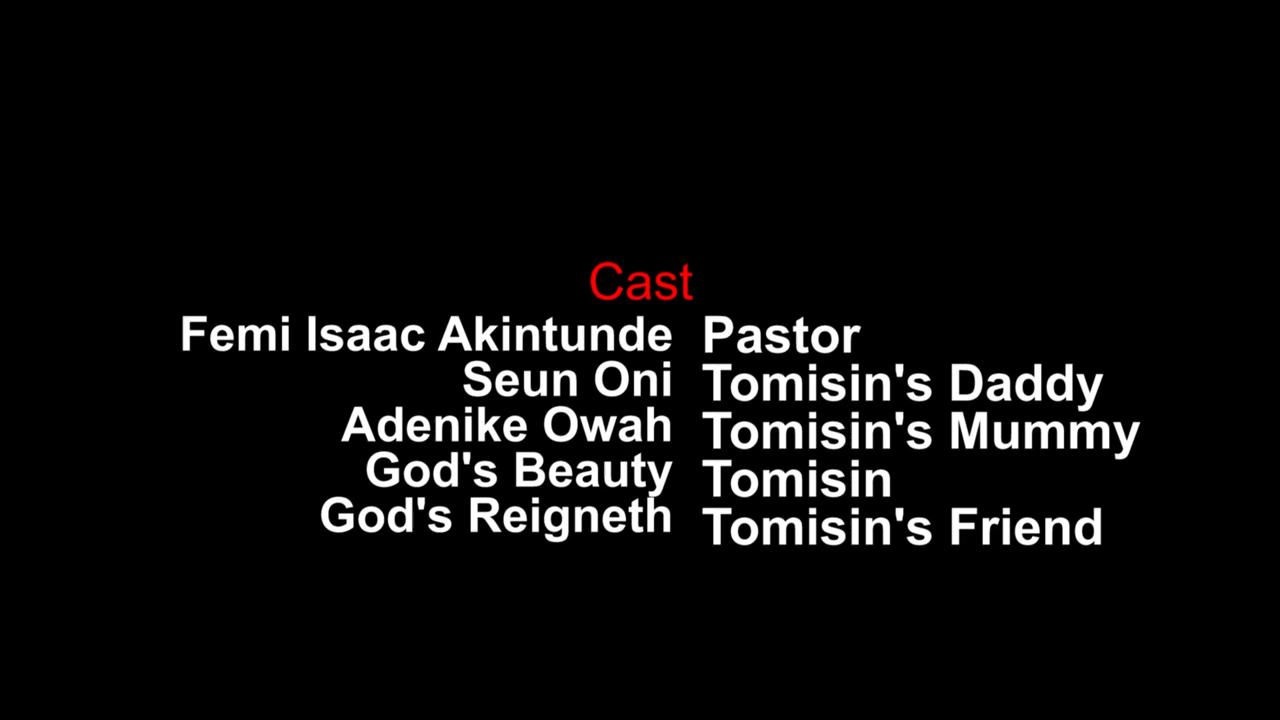 Cast
Femi Isaac Akintunde Pastor
Seun Oni Tomisin's Daddy
Adenike Owah Tomisin's Mummy
God's Beauty Tomisin
God's Reigneth Tomisin's Friend